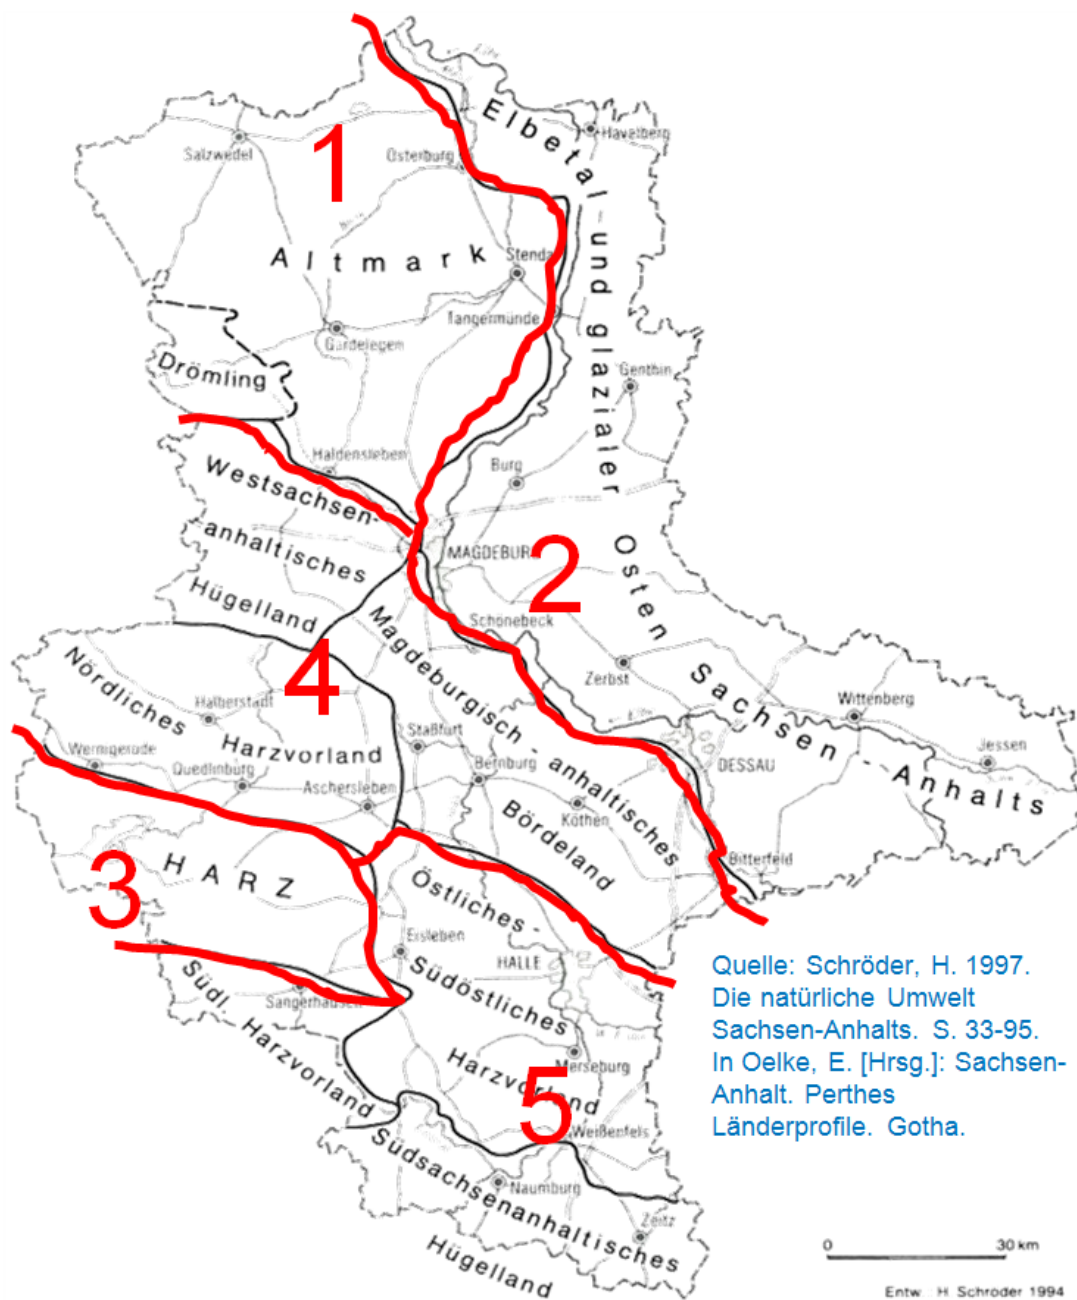 Elbetal- und glazialer Osten Sachsen-Anhalts
Havelberg
Salzwedel
1
Osterburg
Altmark
Stenda
Tangermünde
Gardelegen
Drömling
Genthin
Haldensleben
Burg
Westsachsen-
anhaltisches
Hügelland
MAGDEBUR
2
Schönebeck
Magdeburgisch-
anhaltisches
Bördeland
Zerbst
Wittenberg
Jessen
Elbe
DESSAU
4
Nördliches
Harzvorland
Halberstadt
Wernigerode
Quedlinburg
Aschersleben
Staßfurt
Bernburg
Köthen
Bitterfeld
3
HARZ
Östliches-
Südöstliches
Harzvorland
Eisleben
HALLE
Sangerhausen
Südl. Harzvorland
Merseburg
5
Weißenfels
Südsachsenanhaltisches
Hügelland
Naumburg
Zeitz
Quelle: Schröder, H. 1997.
Die natürliche Umwelt
Sachsen-Anhalts. S. 33-95.
In Oelke, E. [Hrsg.]: Sachsen-
Anhalt. Perthes
Länderprofile. Gotha.
0 30 km
Entw. H. Schröder 1994